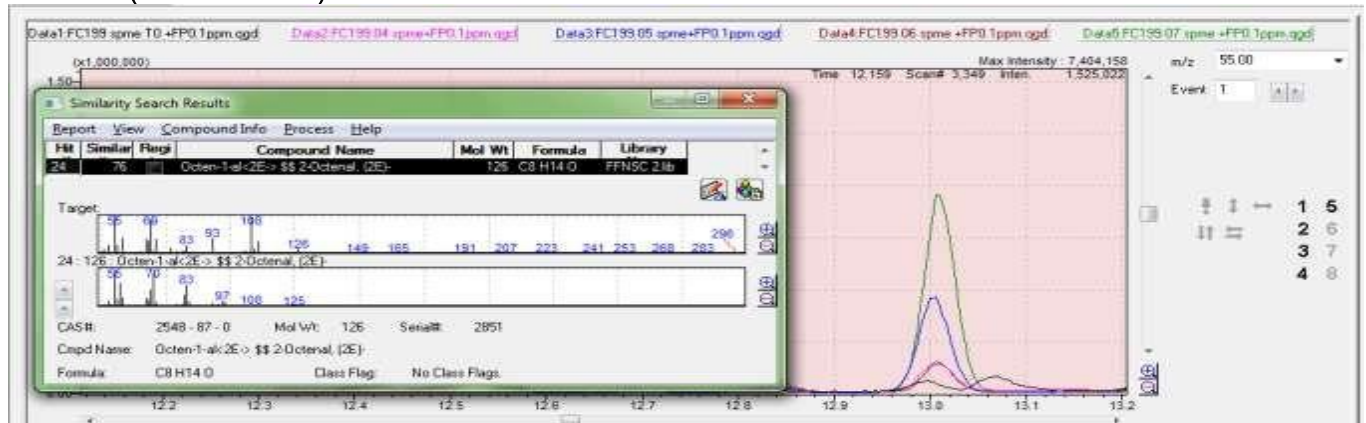 Data1:FC199 spme T0 +FP0.1ppm.qgd Data2:FC199 04 spme+FP0.1ppm.qgd Data3:FC199 05 spme+FP0.1ppm.qgd Data4:FC199 06 spme +FP0.1ppm.qgd Data5:FC199 07 spme +FP0.1ppm.qgd
(x1,000,000) Max Intensity : 7,464,158 m/z 55.00
1.50 Time 12.159 Scan# 3,349 Inten. 1,525,022
Event 1
Similarity Search Results
Report View Compound Info Process Help
Hit Similar Regi Compound Name Mol Wt Formula Library
24 76 Octen-1-al<2E-> $$ 2-Octenal, (2E)- 126 C8 H14 O FFNSC 2.lib
Target
55 69 83 93 108 126 149 165 191 207 223 241 253 268 283 298
24 : 126 : Octen-1-al<2E-> $$ 2-Octenal, (2E)-
55 70 83 97 108 125
1 5
2 6
3 7
4 8
CAS#: 2548 - 87 - 0 Mol Wt: 126 Serial#: 2851
Cmpd Name: Octen-1-al<2E-> $$ 2-Octenal, (2E)-
Formula: C8 H14 O Class Flag: No Class Flags.
12.2 12.3 12.4 12.5 12.6 12.7 12.8 12.9 13.0 13.1 13.2